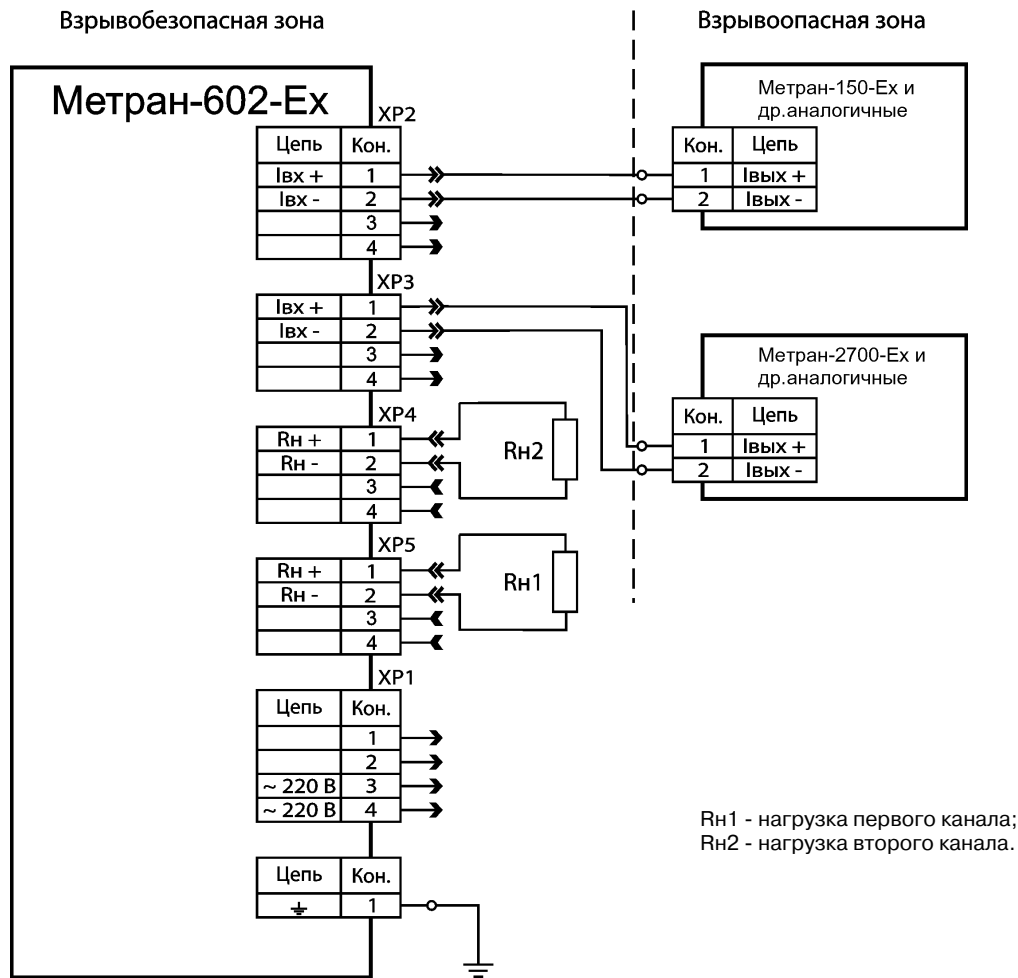 Взрывобезопасная зона
Взрывоопасная зона
Метран-602-Ex
XP2
Цепь Кон.
Iвх + 1
Iвх - 2
3
4
Метран-150-Ex и
др.аналогичные
Кон. Цепь
1 Iвых +
2 Iвых -
XP3
Iвх + 1
Iвх - 2
3
4
Метран-2700-Ex и
др.аналогичные
Кон. Цепь
1 Iвых +
2 Iвых -
XP4
Rн + 1
Rн - 2
3
4
Rн2
XP5
Rн + 1
Rн - 2
3
4
Rн1
XP1
Цепь Кон.
1
2
~ 220 В 3
~ 220 В 4
Цепь Кон.
1
Rн1 - нагрузка первого канала;
Rн2 - нагрузка второго канала.